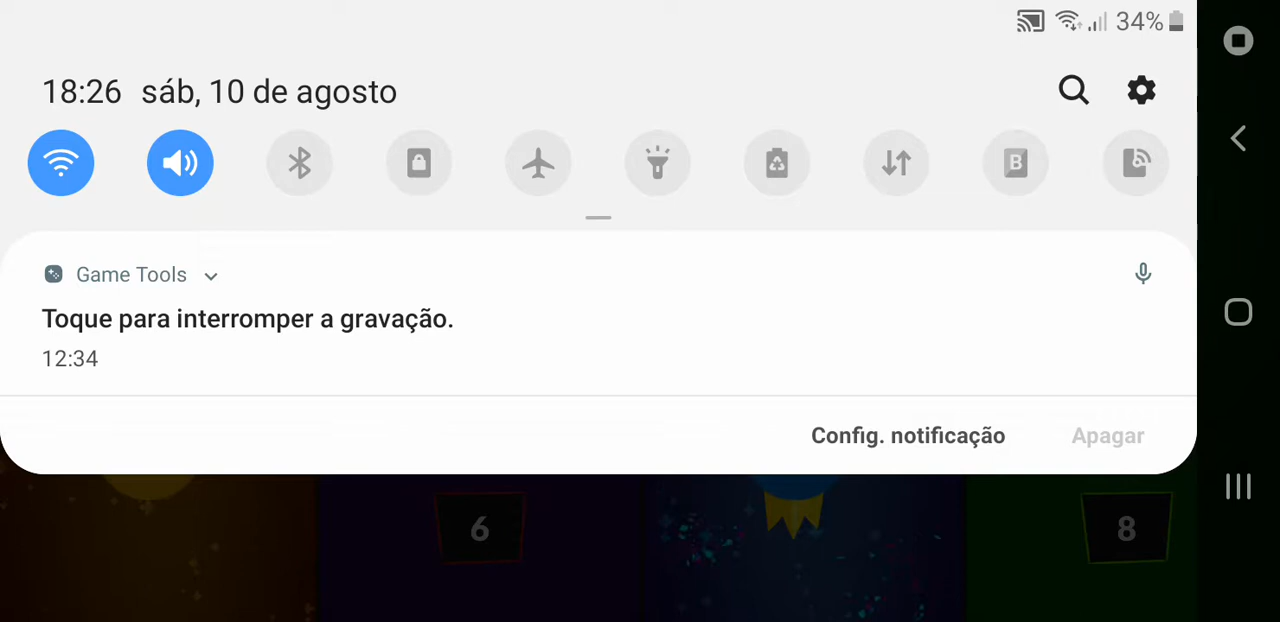 34%
18:26 sáb, 10 de agosto
B
Game Tools
Toque para interromper a gravação.
12:34
Config. notificação Apagar
6 8